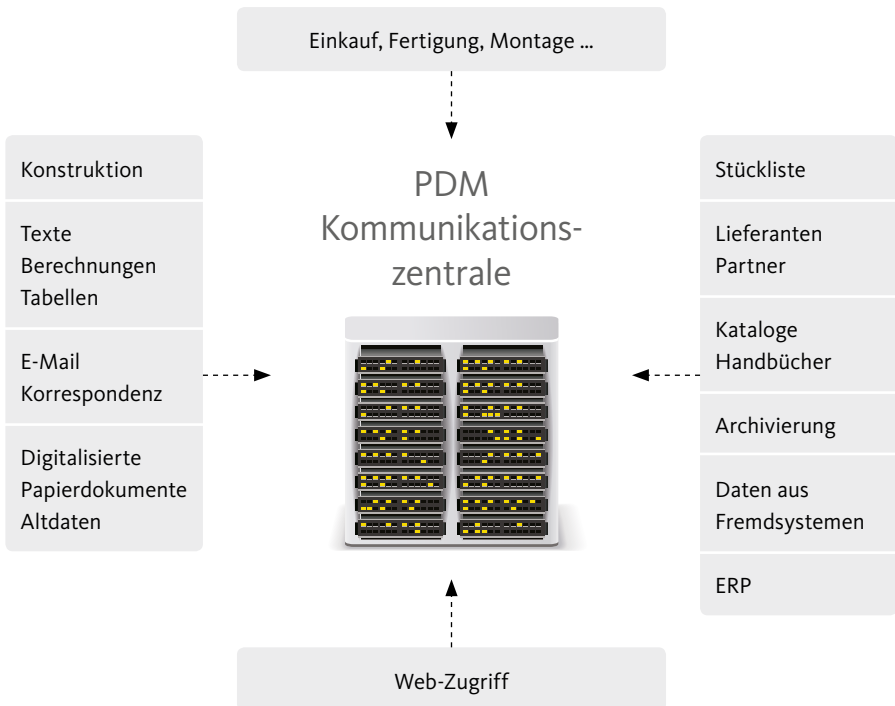 Einkauf, Fertigung, Montage ...
Konstruktion
Texte
Berechnungen
Tabellen
E-Mail
Korrespondenz
Digitalisierte
Papierdokumente
Altdaten
PDM
Kommunikations-
zentrale
Stückliste
Lieferanten
Partner
Kataloge
Handbücher
Archivierung
Daten aus
Fremdsystemen
ERP
Web-Zugriff